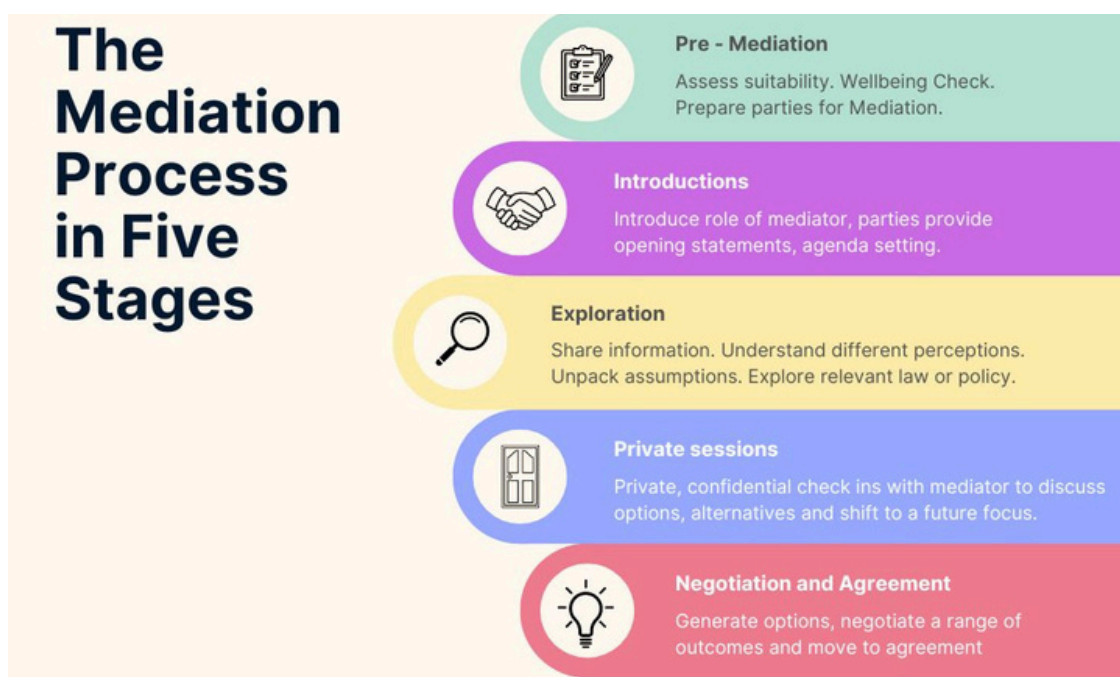 The
Mediation
Process
in Five
Stages
Pre - Mediation
Assess suitability. Wellbeing Check.
Prepare parties for Mediation.
Introductions
Introduce role of mediator, parties provide
opening statements, agenda setting.
Exploration
Share information. Understand different perceptions.
Unpack assumptions. Explore relevant law or policy.
Private sessions
Private, confidential check ins with mediator to discuss
options, alternatives and shift to a future focus.
Negotiation and Agreement
Generate options, negotiate a range of
outcomes and move to agreement